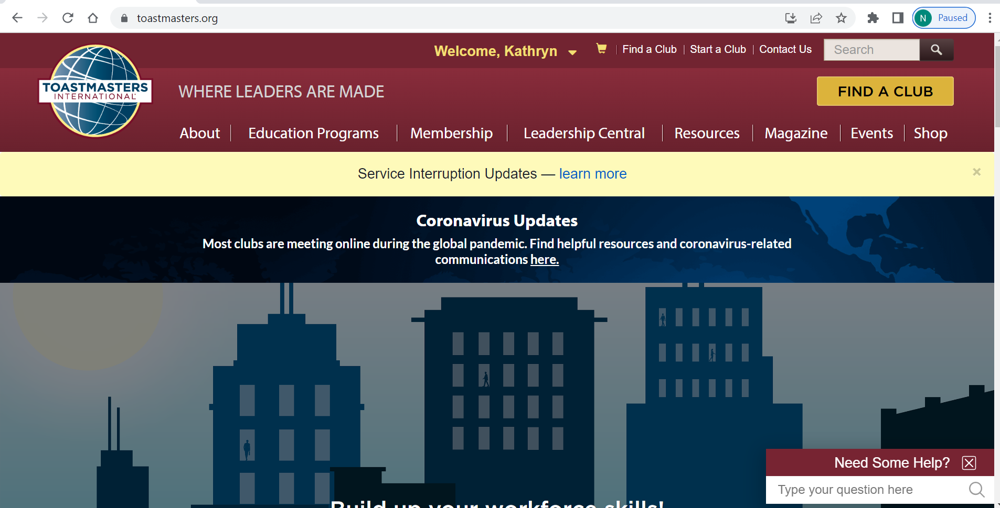 toastmasters.org
N Paused
Welcome, Kathryn
Find a Club | Start a Club | Contact Us
Search
TOASTMASTERS
INTERNATIONAL
WHERE LEADERS ARE MADE
FIND A CLUB
About
Education Programs
Membership
Leadership Central
Resources
Magazine
Events
Shop
Service Interruption Updates — learn more
×
Coronavirus Updates
Most clubs are meeting online during the global pandemic. Find helpful resources and coronavirus-related
communications here.
Build up your workforce skills!
Need Some Help?
Type your question here